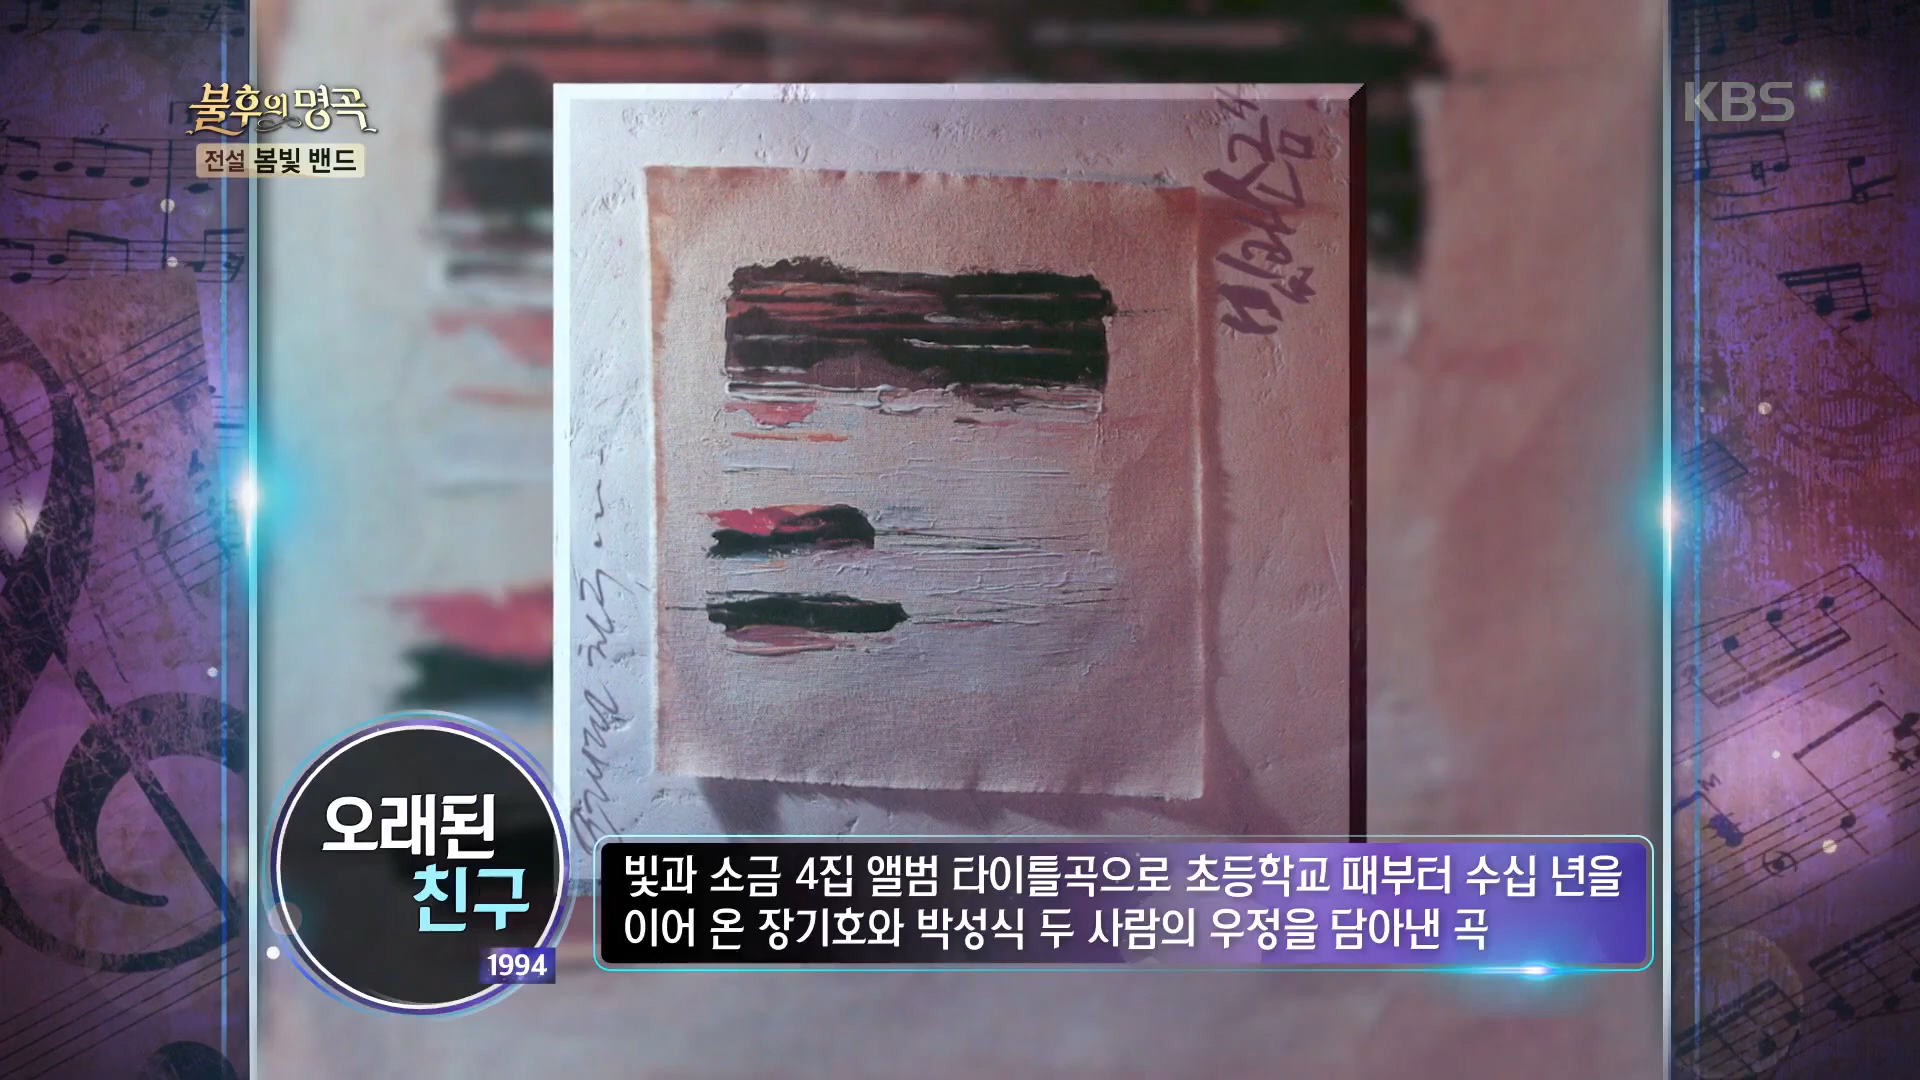 불후의 명곡
전설 봄빛 밴드
KBS
오래된
친구
1994
빛과 소금 4집 앨범 타이틀곡으로 초등학교 때부터 수십 년을
이어 온 장기호와 박성식 두 사람의 우정을 담아낸 곡